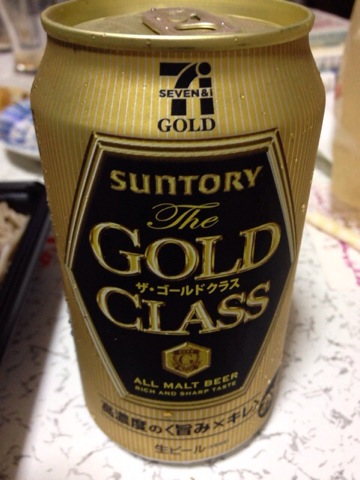 SEVEN&i
GOLD
SUNTORY
The
GOLD
ザ・ゴールドクラス
CLASS
G
ALL MALT BEER
RICH AND SHARP TASTE
高濃度のく旨み×キレ
生ビール